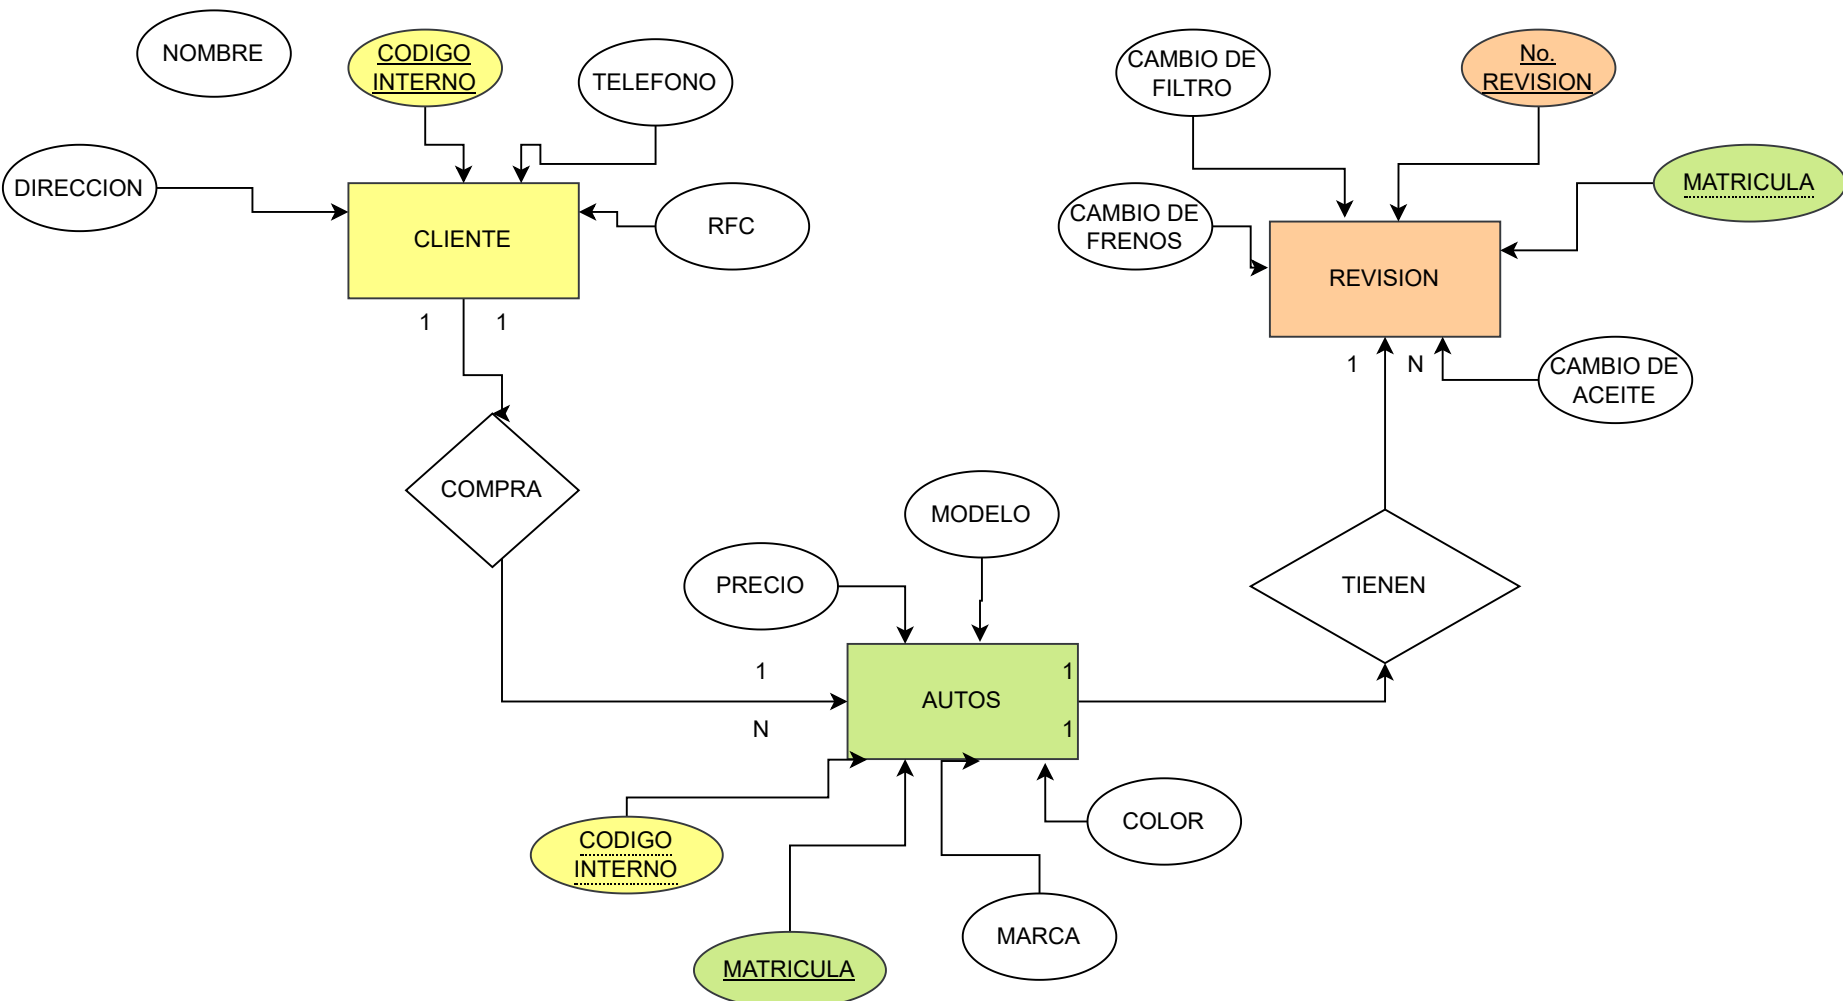 NOMBRE
CODIGO
INTERNO
TELEFONO
DIRECCION
CLIENTE
RFC
1 1
COMPRA
CAMBIO DE
FILTRO
No.
REVISION
MATRICULA
CAMBIO DE
FRENOS
REVISION
1 N
CAMBIO DE
ACEITE
TIENEN
MODELO
PRECIO
1
N
AUTOS
1
1
CODIGO
INTERNO
MATRICULA
MARCA
COLOR